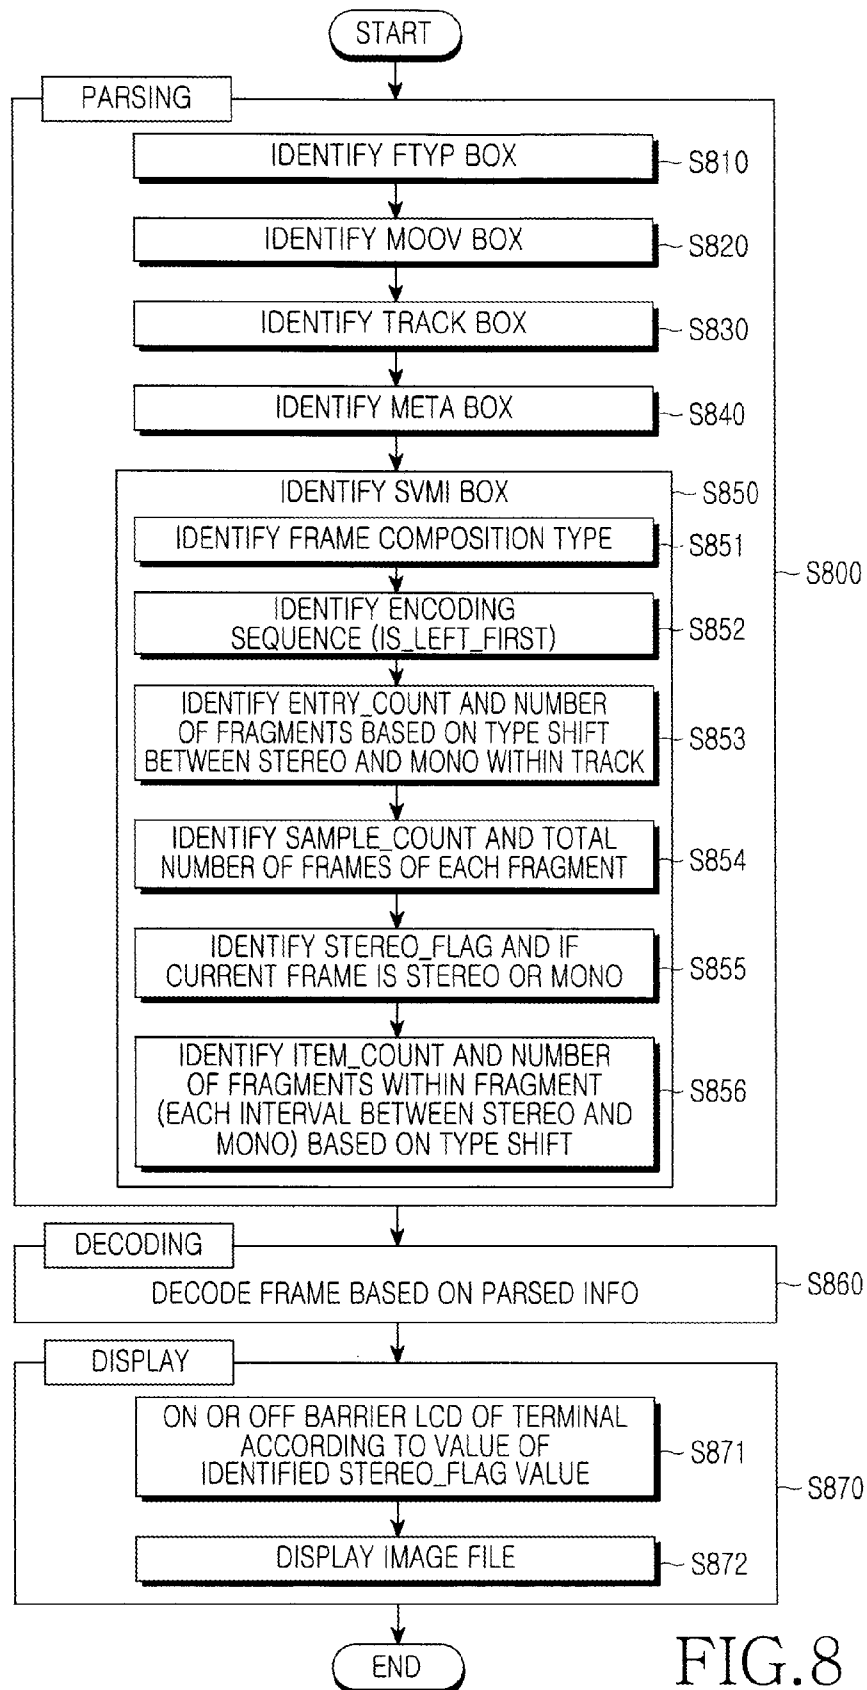 START
PARSING
IDENTIFY FTYP BOX
S810
IDENTIFY MOOV BOX
S820
IDENTIFY TRACK BOX
S830
IDENTIFY META BOX
S840
IDENTIFY SVMI BOX
S850
IDENTIFY FRAME COMPOSITION TYPE
S851
S800
IDENTIFY ENCODING
SEQUENCE (IS_LEFT_FIRST)
S852
IDENTIFY ENTRY_COUNT AND NUMBER
OF FRAGMENTS BASED ON TYPE SHIFT
BETWEEN STEREO AND MONO WITHIN TRACK
S853
IDENTIFY SAMPLE_COUNT AND TOTAL
NUMBER OF FRAMES OF EACH FRAGMENT
S854
IDENTIFY STEREO_FLAG AND IF
CURRENT FRAME IS STEREO OR MONO
S855
IDENTIFY ITEM_COUNT AND NUMBER
OF FRAGMENTS WITHIN FRAGMENT
(EACH INTERVAL BETWEEN STEREO AND
MONO) BASED ON TYPE SHIFT
S856
DECODING
DECODE FRAME BASED ON PARSED INFO
S860
DISPLAY
ON OR OFF BARRIER LCD OF TERMINAL
ACCORDING TO VALUE OF
IDENTIFIED STEREO_FLAG VALUE
S871
S870
DISPLAY IMAGE FILE
S872
END
FIG.8